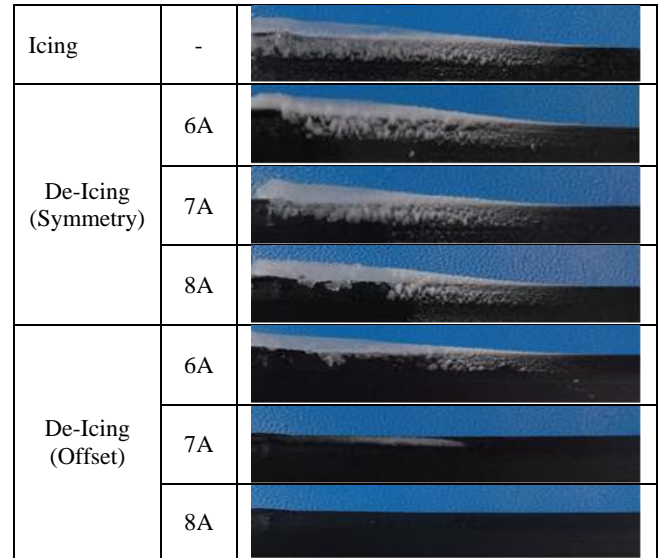 Icing -
6A
De-Icing
(Symmetry)
7A
8A
6A
De-Icing
(Offset)
7A
8A